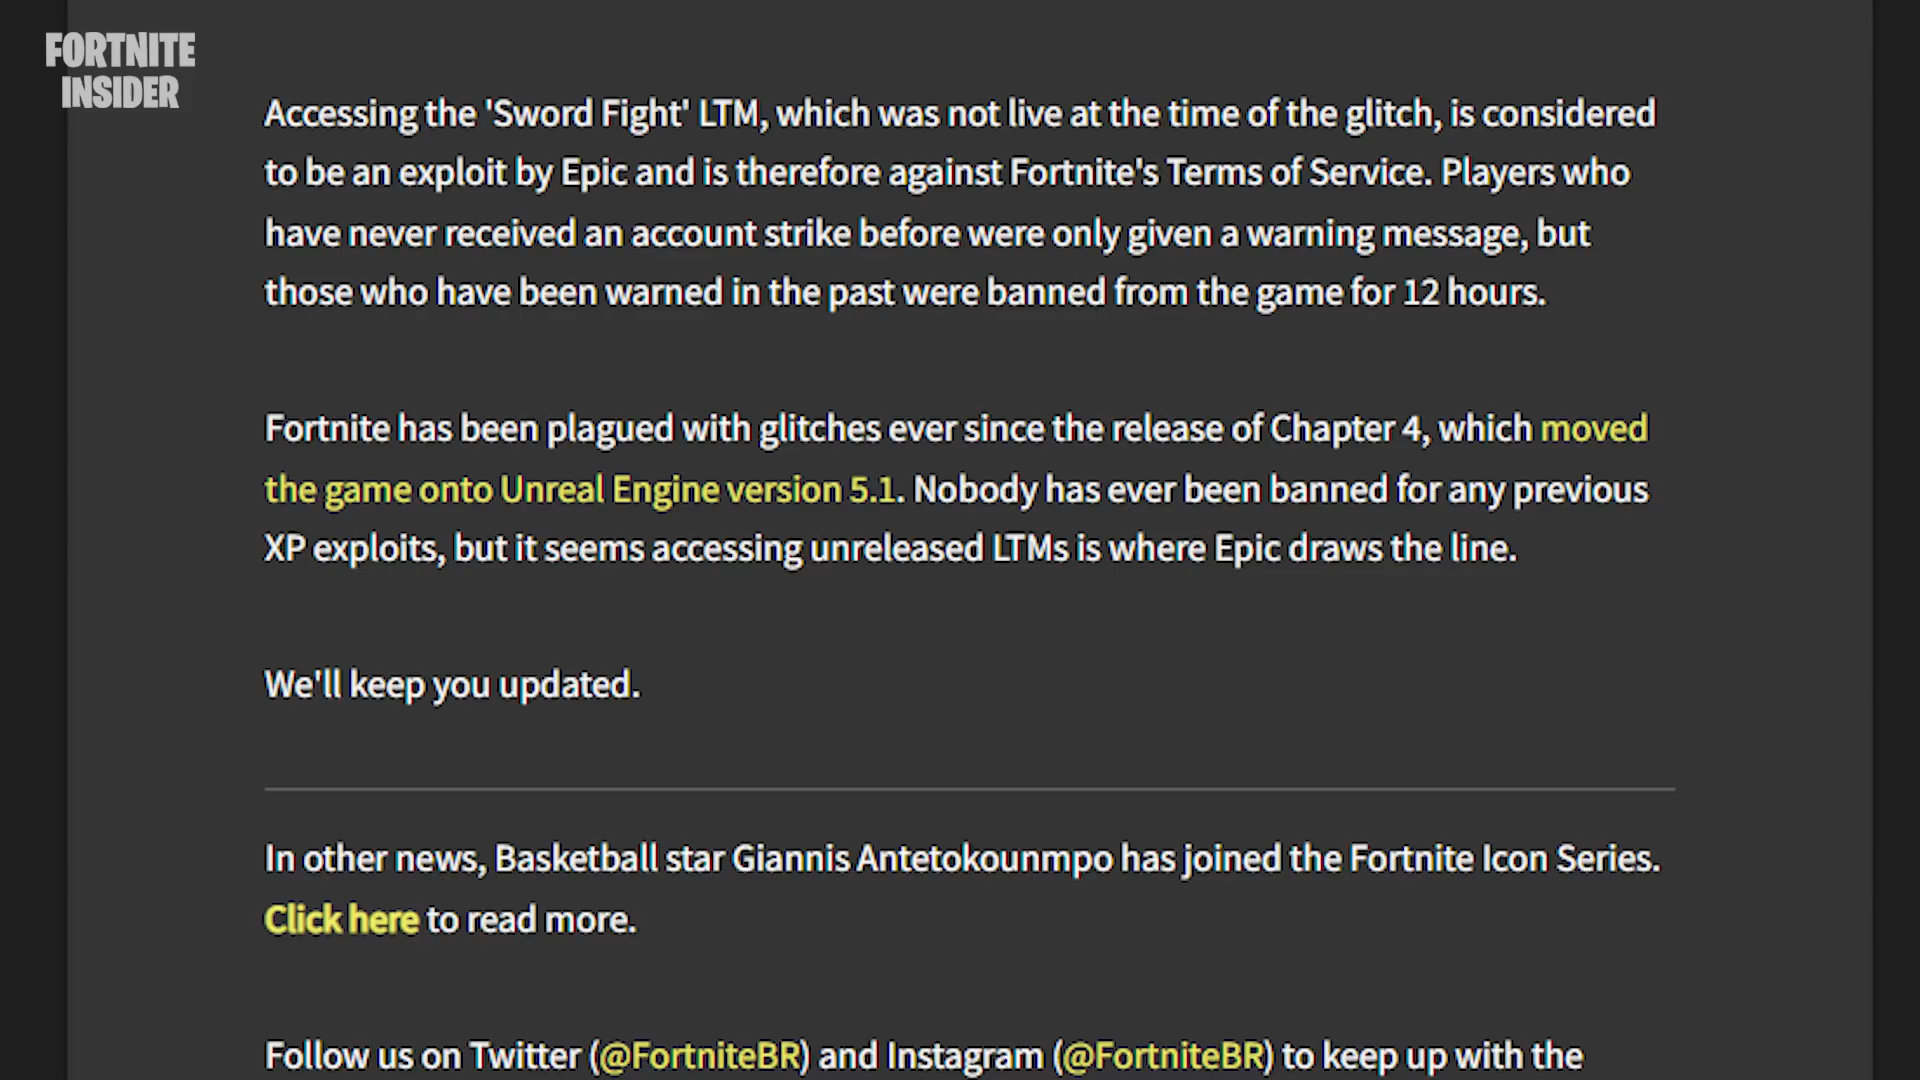 FORTNITE
INSIDER
Accessing the 'Sword Fight' LTM, which was not live at the time of the glitch, is considered
to be an exploit by Epic and is therefore against Fortnite's Terms of Service. Players who
have never received an account strike before were only given a warning message, but
those who have been warned in the past were banned from the game for 12 hours.
Fortnite has been plagued with glitches ever since the release of Chapter 4, which moved
the game onto Unreal Engine version 5.1. Nobody has ever been banned for any previous
XP exploits, but it seems accessing unreleased LTMs is where Epic draws the line.
We'll keep you updated.
In other news, Basketball star Giannis Antetokounmpo has joined the Fortnite Icon Series.
Click here to read more.
Follow us on Twitter (@FortniteBR) and Instagram (@FortniteBR) to keep up with the